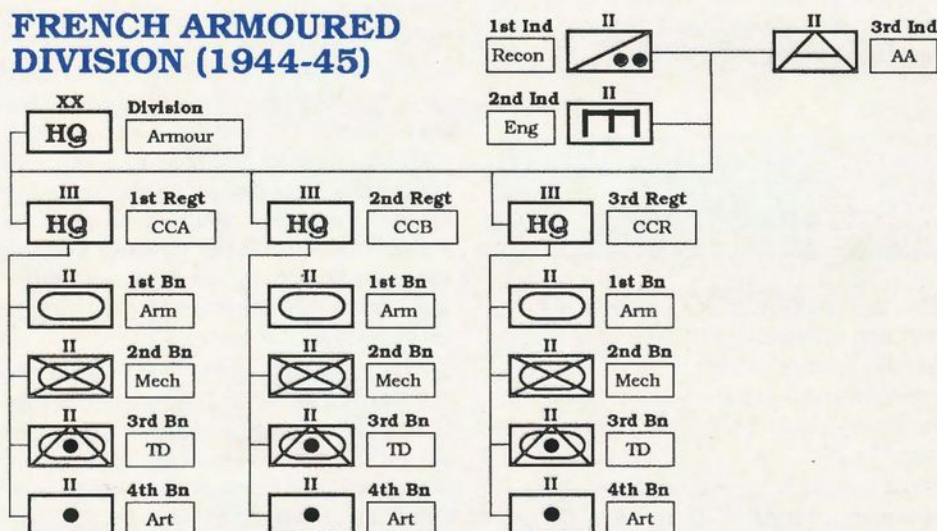 FRENCH ARMOURED
DIVISION (1944-45)
1st Ind
Recon
II
II
3rd Ind
AA
2nd Ind
Eng
II
XX
HQ
Division
Armour
III
HQ
1st Regt
CCA
III
HQ
2nd Regt
CCB
III
HQ
3rd Regt
CCR
II
1st Bn
Arm
II
1st Bn
Arm
II
1st Bn
Arm
II
2nd Bn
Mech
II
2nd Bn
Mech
II
2nd Bn
Mech
II
3rd Bn
TD
II
3rd Bn
TD
II
3rd Bn
TD
II
4th Bn
Art
II
4th Bn
Art
II
4th Bn
Art